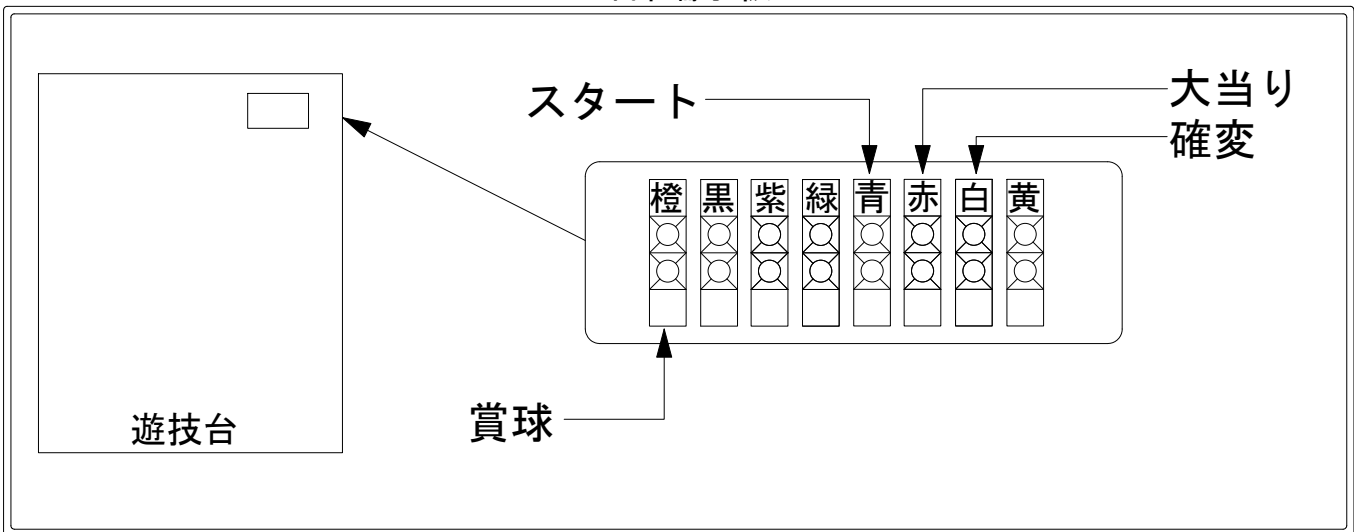 スタート
大当り
確変
橙 黒 紫 緑 青 赤 白 黄
賞球
遊技台